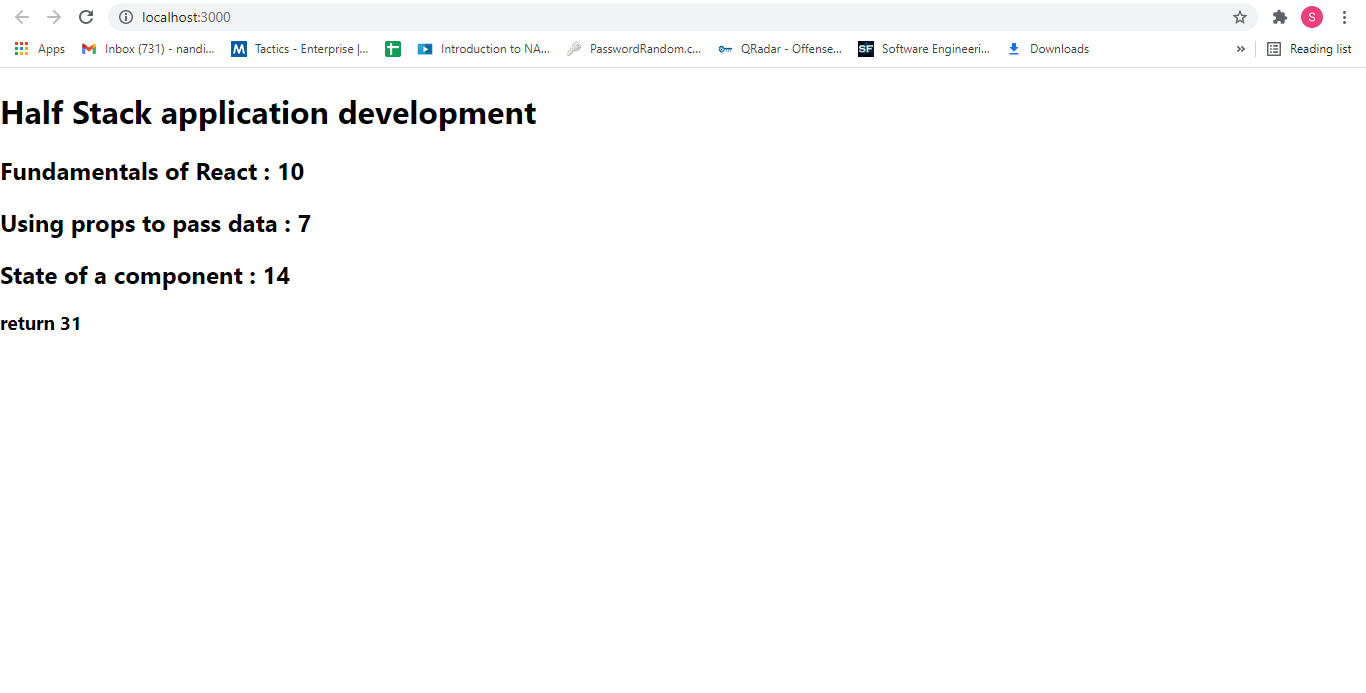 localhost:3000
Apps Inbox (731) - nandi... M Tactics - Enterprise |... Introduction to NA... PasswordRandom.c... QRadar - Offense... SF Software Engineeri... Downloads » Reading list
S
Half Stack application development
Fundamentals of React : 10
Using props to pass data : 7
State of a component : 14
return 31